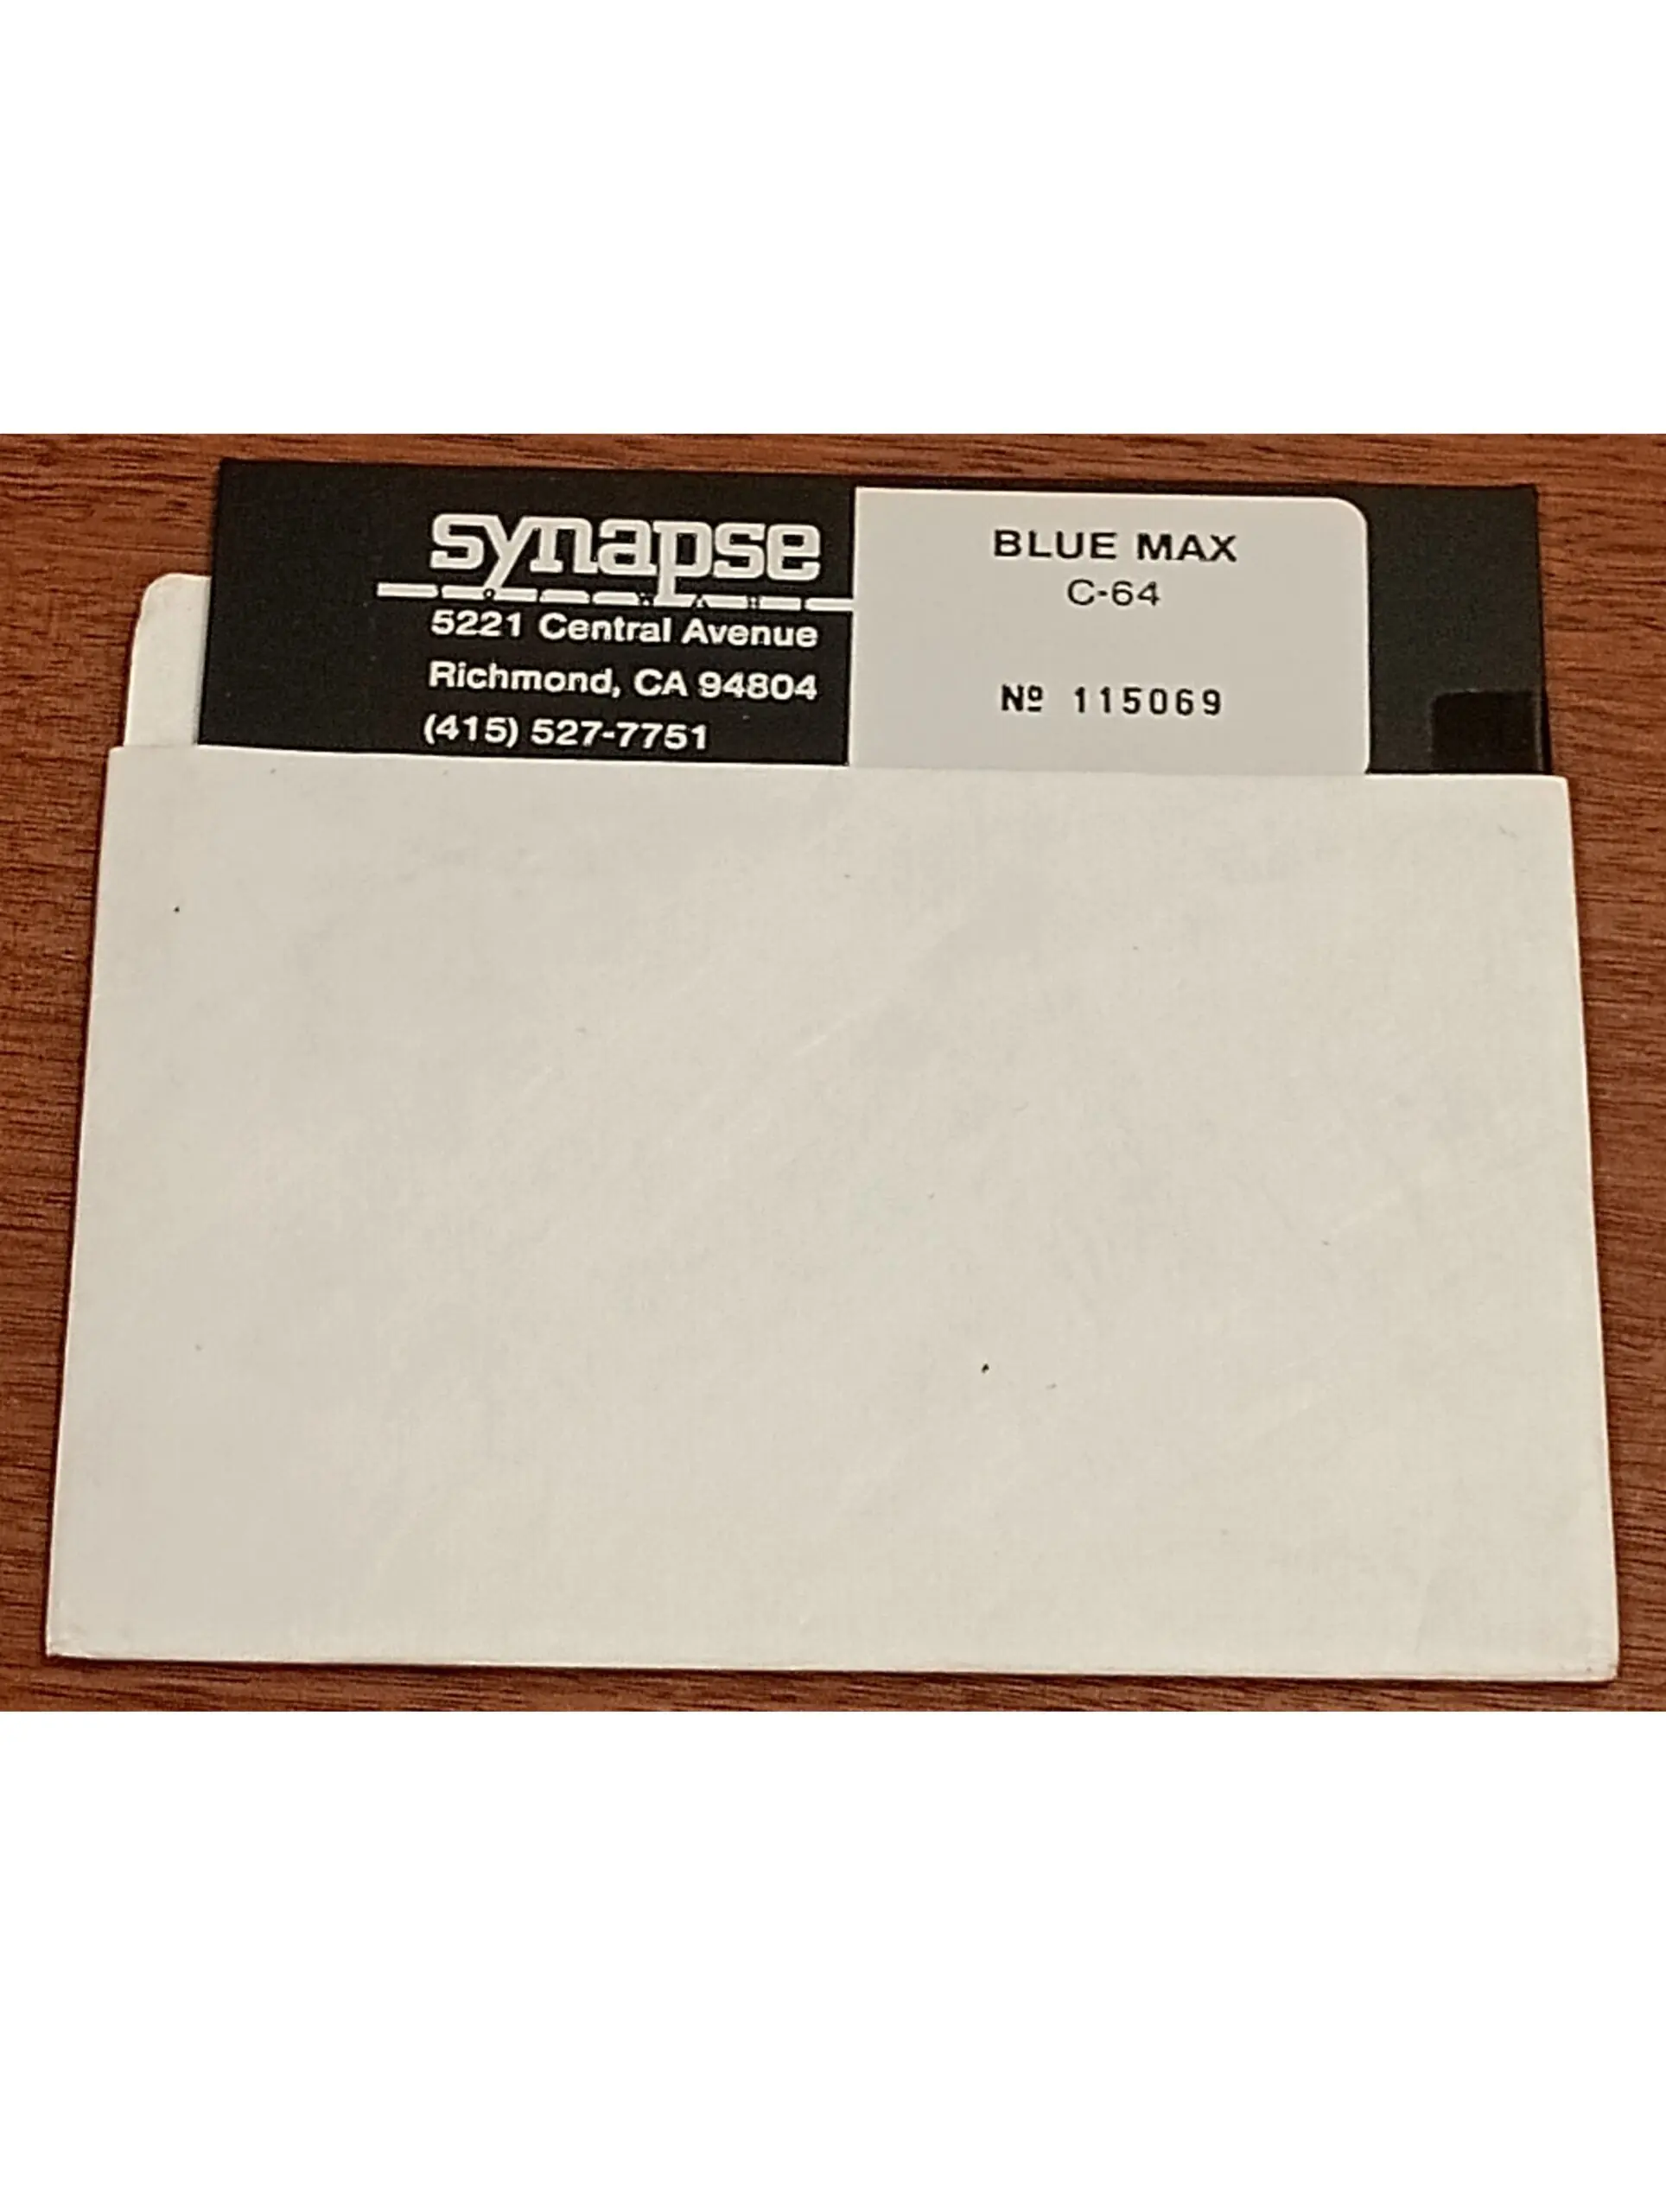 synapse
5221 Central Avenue
Richmond, CA 94804
(415) 527-7751
BLUE MAX
C-64
Nº 115069